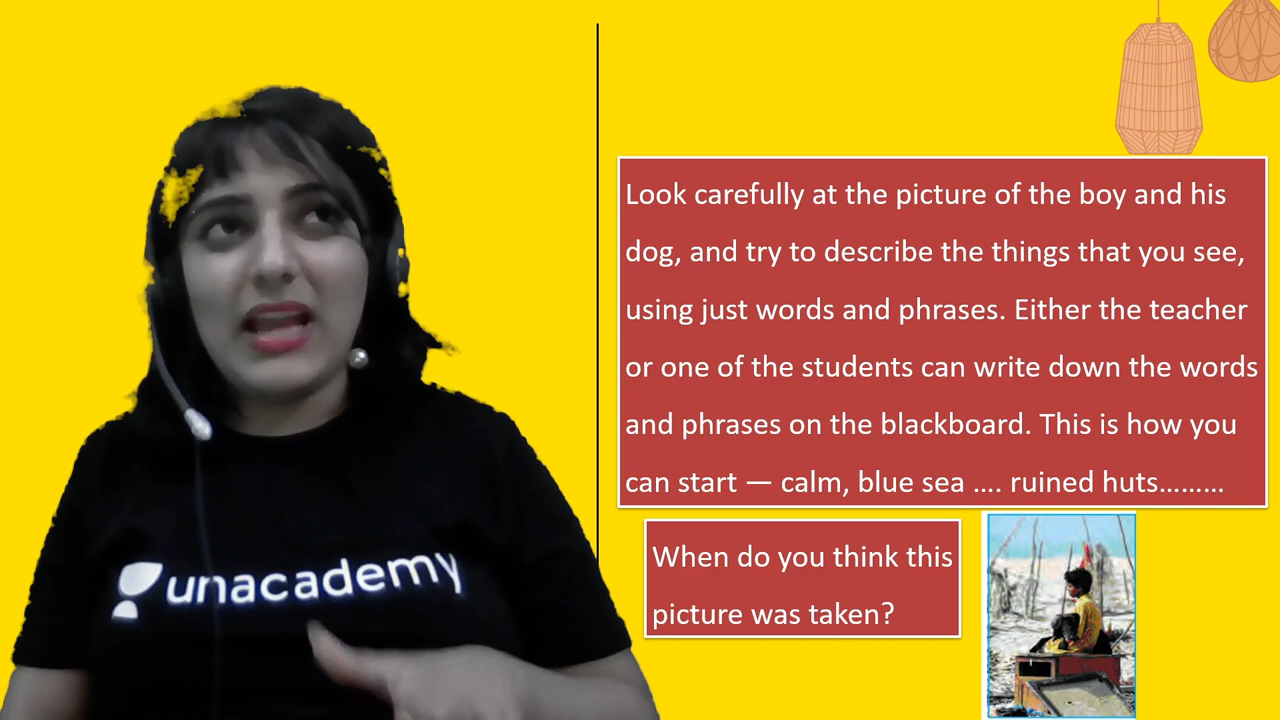 Look carefully at the picture of the boy and his
dog, and try to describe the things that you see,
using just words and phrases. Either the teacher
or one of the students can write down the words
and phrases on the blackboard. This is how you
can start — calm, blue sea .... ruined huts.........
When do you think this
picture was taken?
unacademy